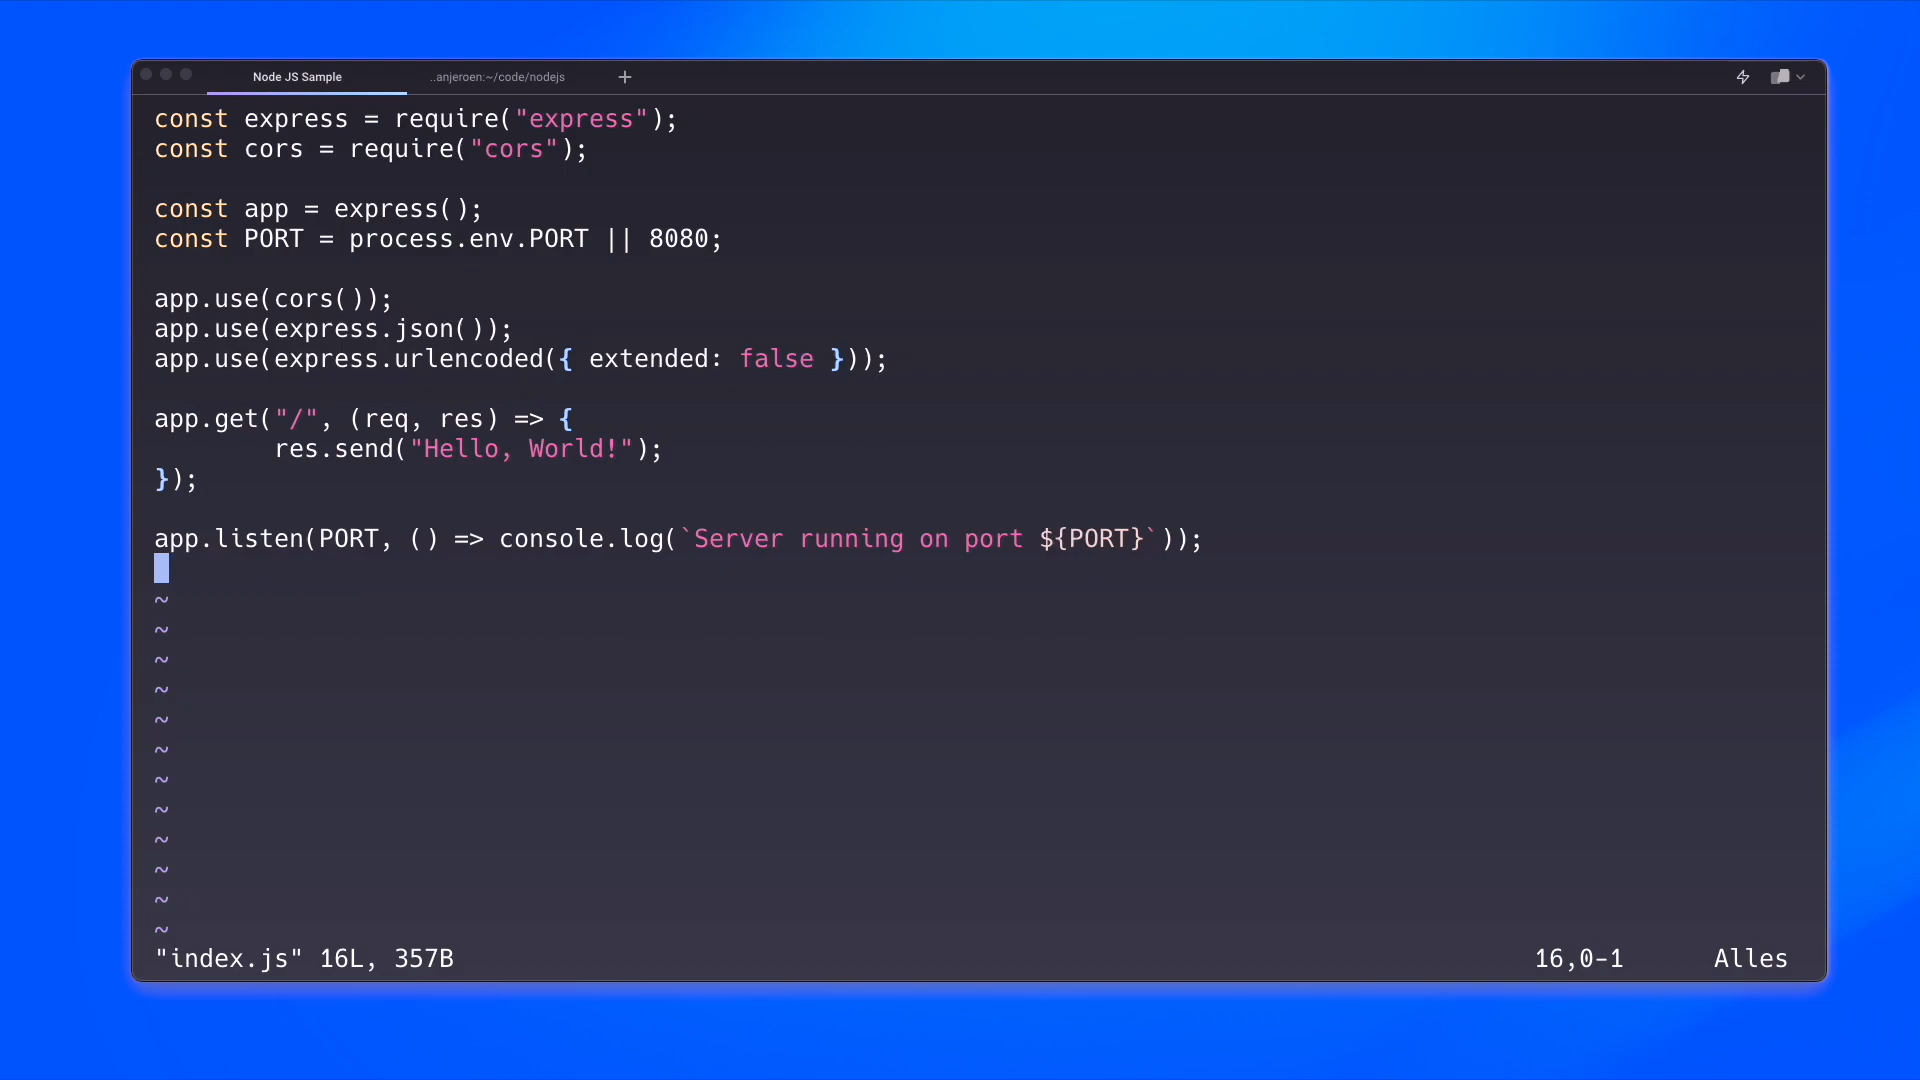 Node JS Sample ..anjeroen:~/code/nodejs +
const express = require("express");
const cors = require("cors");

const app = express();
const PORT = process.env.PORT || 8080;

app.use(cors());
app.use(express.json());
app.use(express.urlencoded({ extended: false }));

app.get("/", (req, res) => {
        res.send("Hello, World!");
});

app.listen(PORT, () => console.log(`Server running on port ${PORT}`));

~
~
~
~
~
~
~
~
~
~
~
~
"index.js" 16L, 357B 16,0-1 Alles